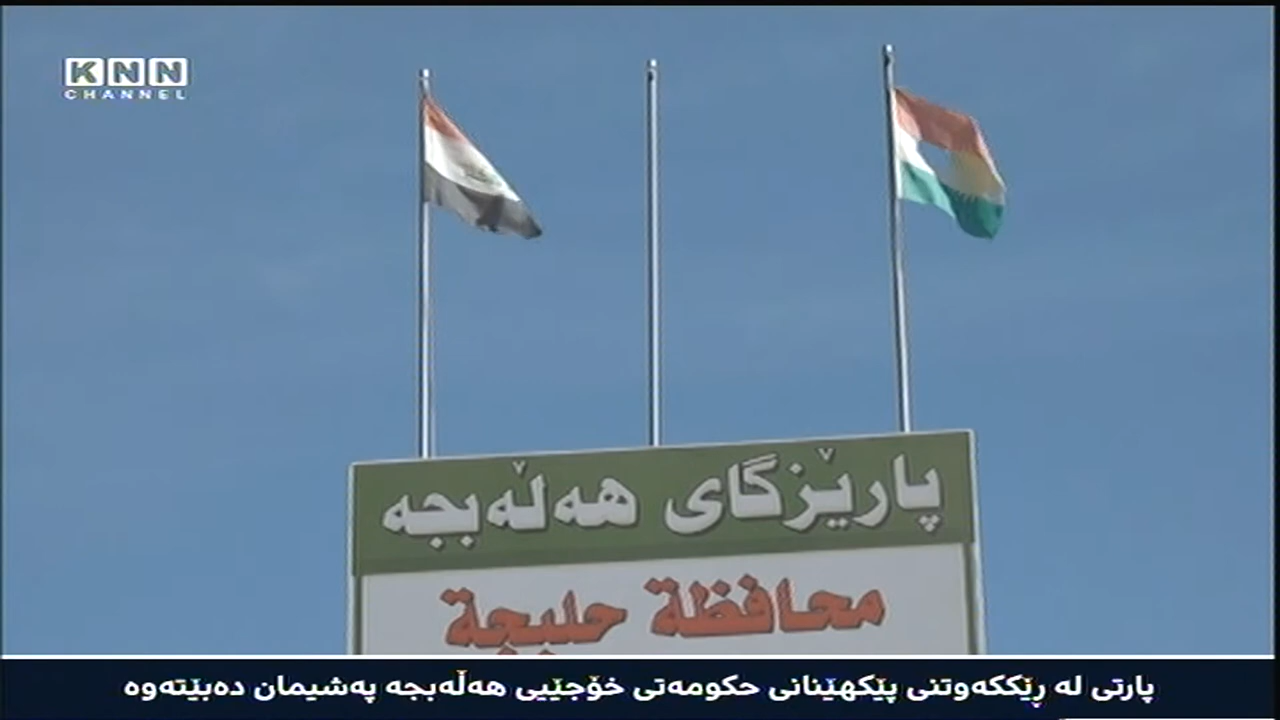 KNN
CHANNEL
پارێزگای هەڵەبجە
محافظة حلبجة
پارتی لە ڕێککەوتنی پێکهێنانی حکومەتی خۆجێیی هەڵەبجە پەشیمان دەبێتەوە